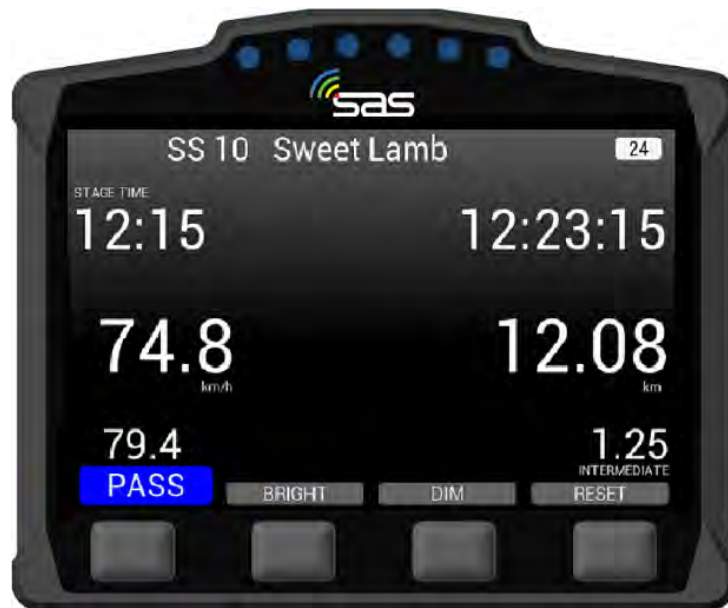 sas
SS 10 Sweet Lamb 24
STAGE TIME
12:15 12:23:15
74.8 12.08
km/h km
79.4 1.25
INTERMEDIATE
PASS BRIGHT DIM RESET